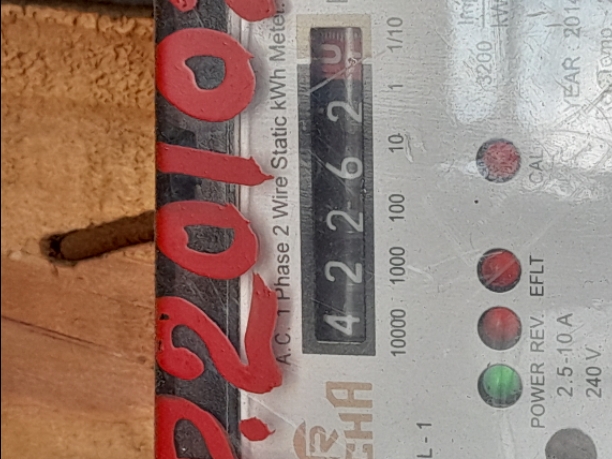 P.2010
A.C. 1 Phase 2 Wire Static kWh Meter.
4 2 2 6 2
10000 1000 100 10 1 1/10
L-1
POWER REV. EFLT CAL
2.5-10 A
240 V.
3200
YEAR : 2014